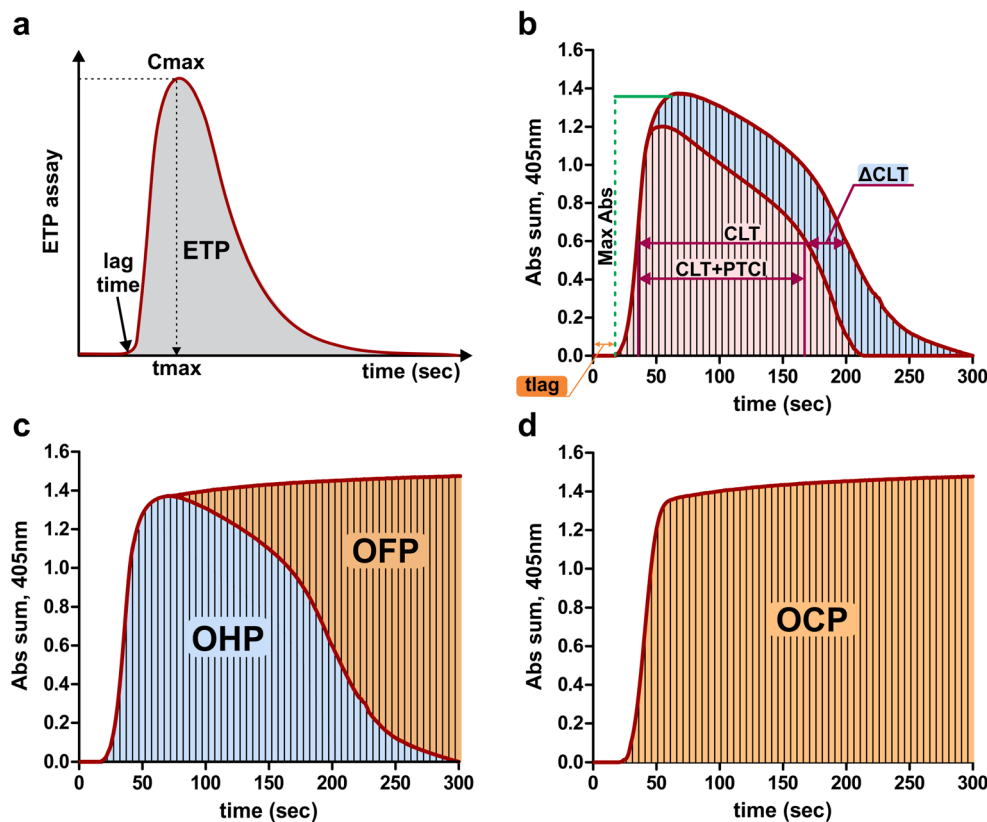 a
Cmax
ETP assay
ETP
lag
time
tmax
time (sec)
b
Abs sum, 405nm
1.6
1.4
1.2
1.0
0.8
0.6
0.4
0.2
0.0
Max Abs
ΔCLT
CLT
CLT+PTCI
tlag
0
50
100
150
200
250
300
time (sec)
c
Abs sum, 405nm
1.6
1.4
1.2
1.0
0.8
0.6
0.4
0.2
0.0
OFP
OHP
0
50
100
150
200
250
300
time (sec)
d
Abs sum, 405nm
1.6
1.4
1.2
1.0
0.8
0.6
0.4
0.2
0.0
OCP
0
50
100
150
200
250
300
time (sec)